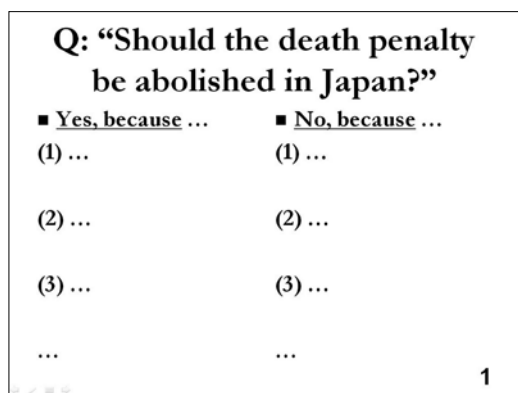 Q: “Should the death penalty
be abolished in Japan?”
■ Yes, because …
(1) …
(2) …
(3) …
…
■ No, because …
(1) …
(2) …
(3) …
…
1